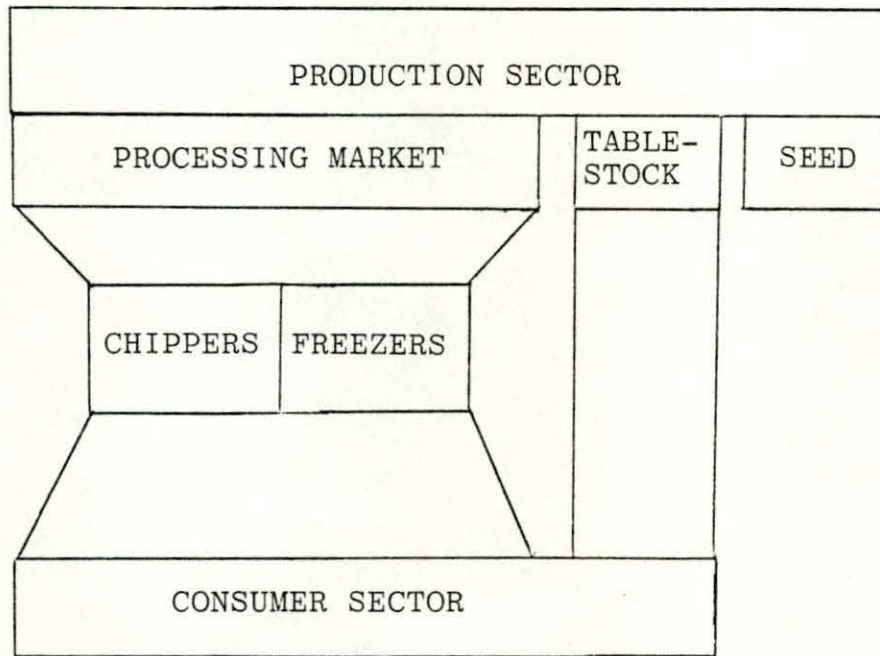 PRODUCTION SECTOR
PROCESSING MARKET
TABLE-
STOCK
SEED
CHIPPERS
FREEZERS
CONSUMER SECTOR